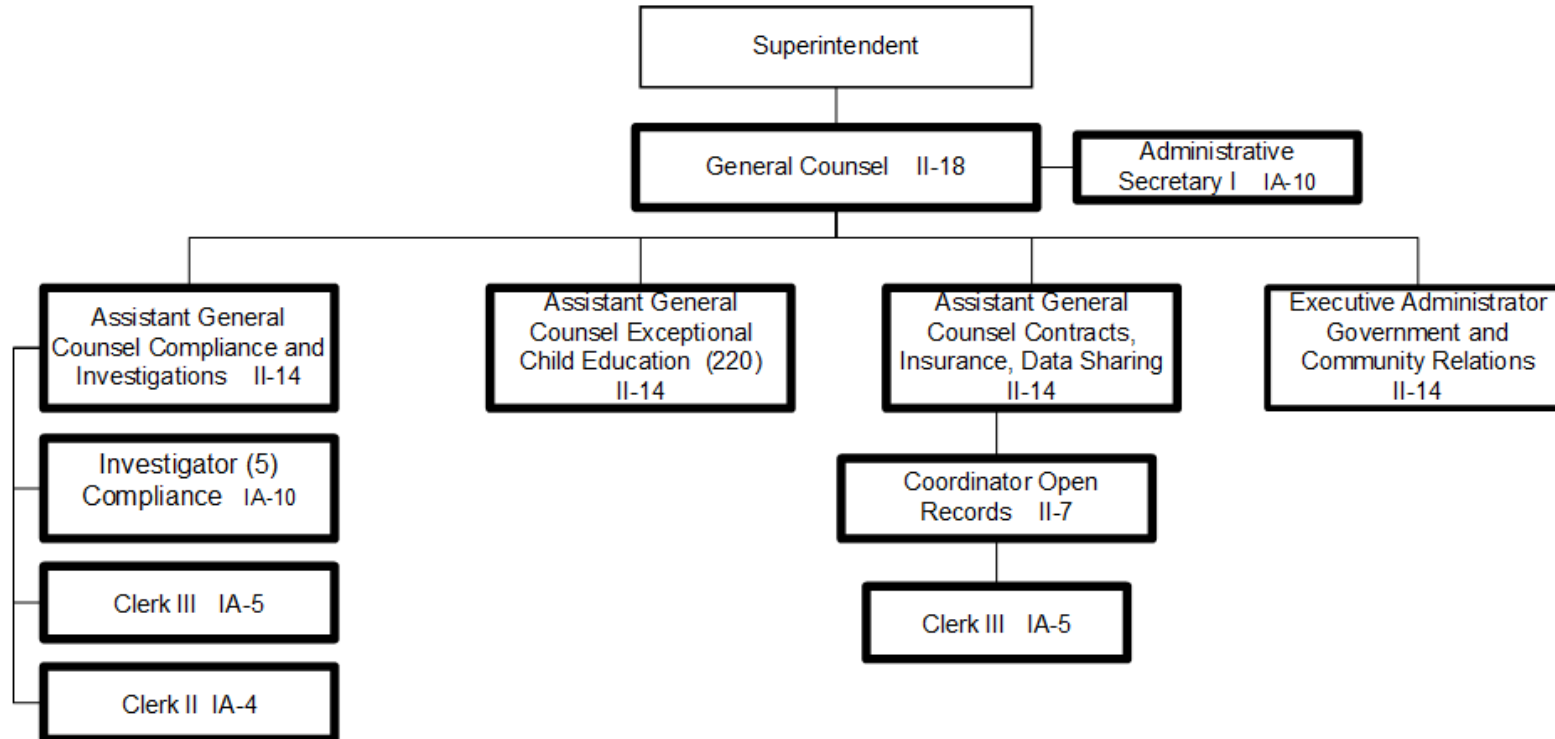 Superintendent
General Counsel II-18
Administrative
Secretary I IA-10
Assistant General
Counsel Compliance and
Investigations II-14
Assistant General
Counsel Exceptional
Child Education (220)
II-14
Assistant General
Counsel Contracts,
Insurance, Data Sharing
II-14
Executive Administrator
Government and
Community Relations
II-14
Investigator (5)
Compliance IA-10
Coordinator Open
Records II-7
Clerk III IA-5
Clerk III IA-5
Clerk II IA-4